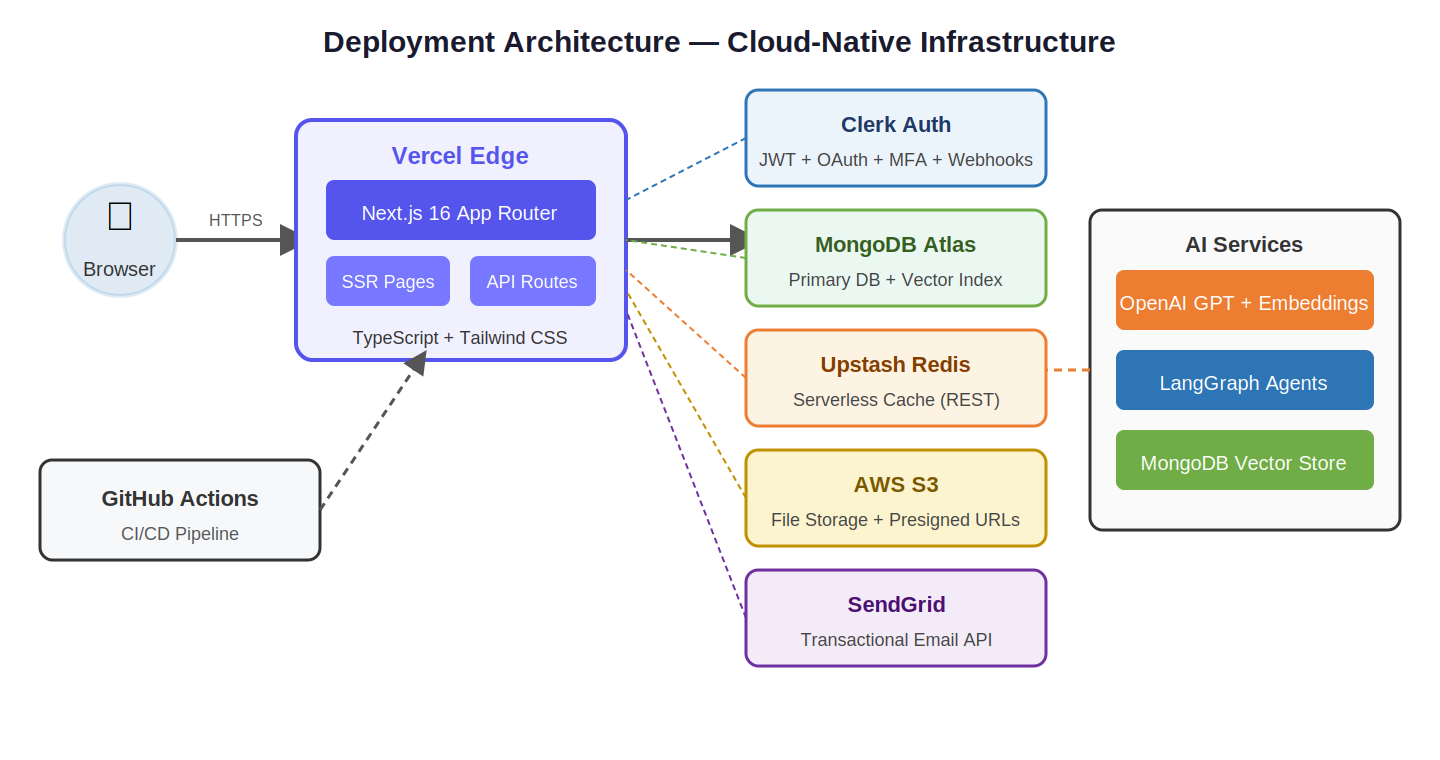 Deployment Architecture — Cloud-Native Infrastructure
Browser
HTTPS
Vercel Edge
Next.js 16 App Router
SSR Pages
API Routes
TypeScript + Tailwind CSS
GitHub Actions
CI/CD Pipeline
Clerk Auth
JWT + OAuth + MFA + Webhooks
MongoDB Atlas
Primary DB + Vector Index
Upstash Redis
Serverless Cache (REST)
AWS S3
File Storage + Presigned URLs
SendGrid
Transactional Email API
AI Services
OpenAI GPT + Embeddings
LangGraph Agents
MongoDB Vector Store